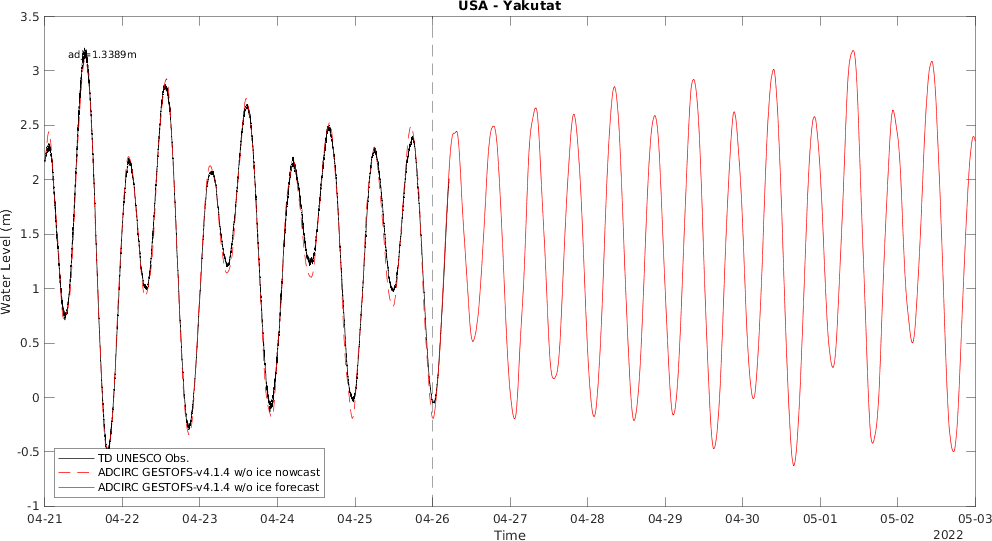 USA - Yakutat
3.5
3
2.5
2
1.5
1
0.5
0
-0.5
-1
Water Level (m)
adj=1.3389m
TD UNESCO Obs.
ADCIRC GESTOFS-v4.1.4 w/o ice nowcast
ADCIRC GESTOFS-v4.1.4 w/o ice forecast
04-21 04-22 04-23 04-24 04-25 04-26 04-27 04-28 04-29 04-30 05-01 05-02 05-03
Time
2022